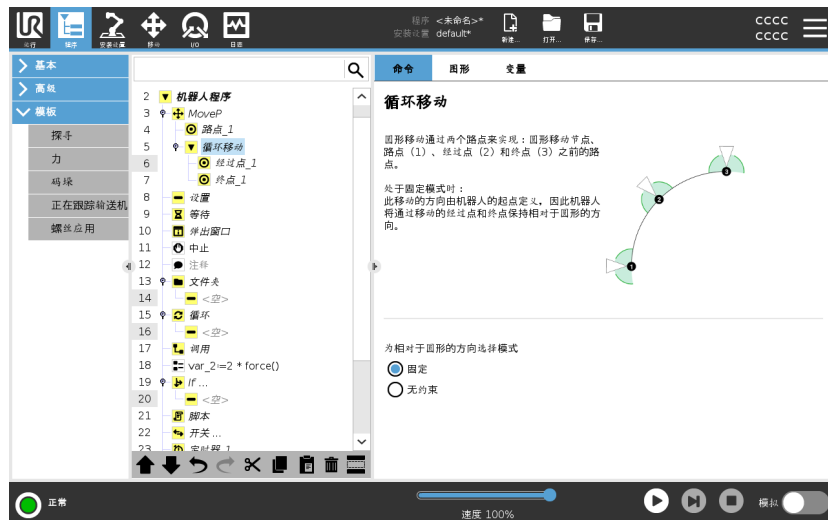 UR
运行
程序
安装设置
移动
I/O
日志
程序 <未命名>*
安装设置 default*
新建...
打开...
保存...
cccc
cccc
基本
高级
模板
探寻
力
码垛
正在跟踪输送机
螺丝应用
2 机器人程序
3 MoveP
4 路点_1
5 循环移动
6 经过点_1
7 终点_1
8 设置
9 等待
10 弹出窗口
11 中止
12 注释
13 文件夹
14 <空>
15 循环
16 <空>
17 调用
18 var_2≔2 * force()
19 If ...
20 <空>
21 脚本
22 开关 ...
23 定时器_1
命令
图形
变量
循环移动
圆形移动通过两个路点来实现：圆形移动节点、
路点（1）、经过点（2）和终点（3）之前的路
点。
处于固定模式时：
此移动的方向由机器人的起点定义，因此机器人
将通过移动的经过点和终点保持相对于圆形的方
向。
1
2
3
为相对于圆形的方向选择模式
固定
无约束
正常
速度 100%
模拟